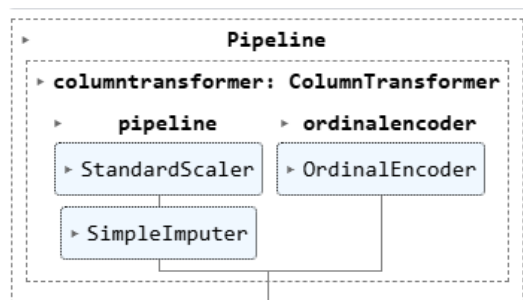 Pipeline
columntransformer: ColumnTransformer
pipeline
ordinalencoder
StandardScaler
OrdinalEncoder
SimpleImputer